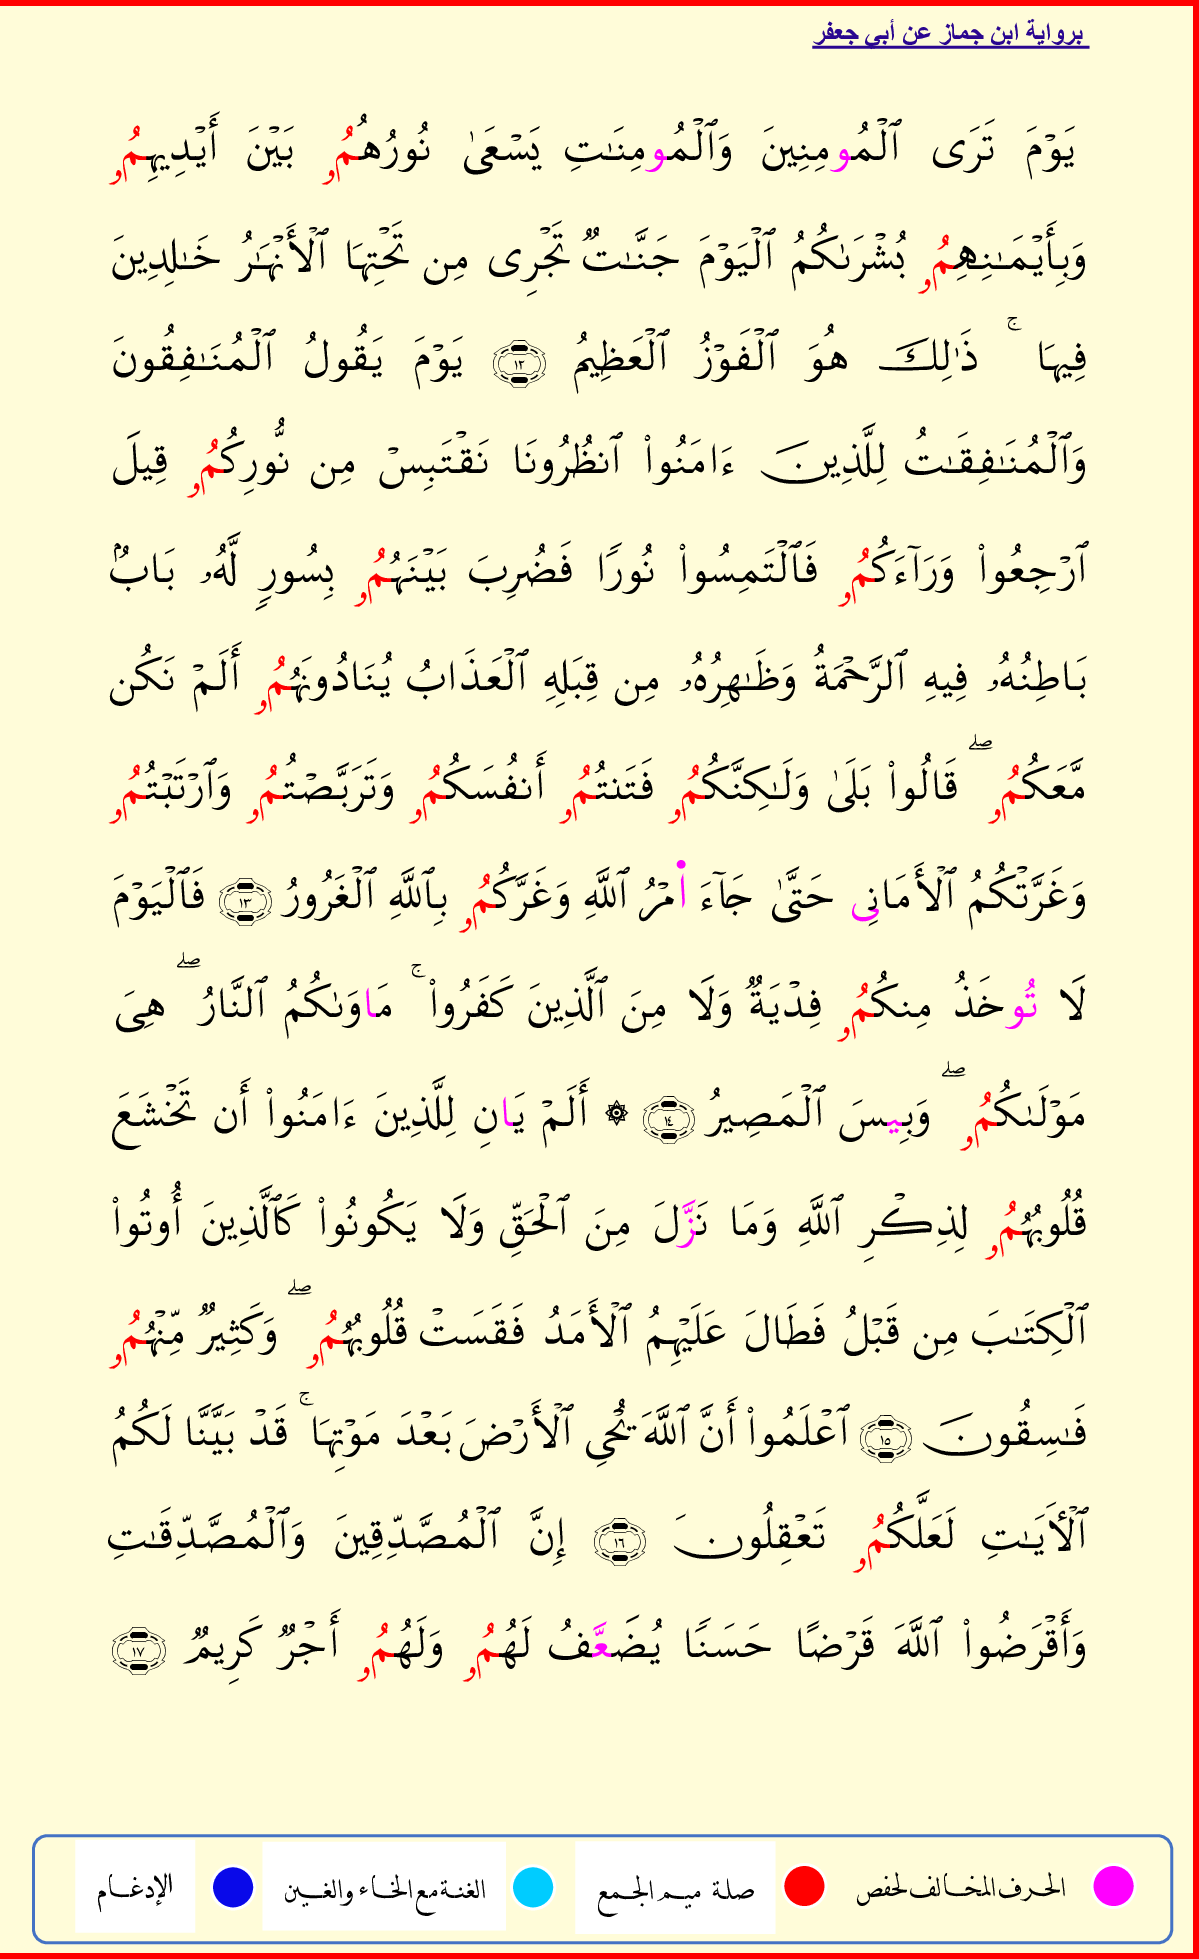 برواية ابن جماز عن أبي جعفر
يَوْمَ تَرَى ٱلْمُومِنِينَ وَٱلْمُومِنَٰتِ يَسْعَىٰ نُورُهُمُۥ بَيْنَ أَيْدِيهِمُۥ
وَبِأَيْمَٰنِهِمُۥ بُشْرَىٰكُمُ ٱلْيَوْمَ جَنَّٰتٌ تَجْرِى مِن تَحْتِهَا ٱلْأَنْهَٰرُ خَٰلِدِينَ
فِيهَا ۚ ذَٰلِكَ هُوَ ٱلْفَوْزُ ٱلْعَظِيمُ ١٢ يَوْمَ يَقُولُ ٱلْمُنَٰفِقُونَ
وَٱلْمُنَٰفِقَٰتُ لِلَّذِينَ ءَامَنُوا۟ ٱنظُرُونَا نَقْتَبِسْ مِن نُّورِكُمُۥ قِيلَ
ٱرْجِعُوا۟ وَرَآءَكُمُۥ فَٱلْتَمِسُوا۟ نُورًا فَضُرِبَ بَيْنَهُمُۥ بِسُورٍ لَّهُۥ بَابٌۢ
بَاطِنُهُۥ فِيهِ ٱلرَّحْمَةُ وَظَٰهِرُهُۥ مِن قِبَلِهِ ٱلْعَذَابُ يُنَادُونَهُمُۥ أَلَمْ نَكُن
مَّعَكُمُۥ ۖ قَالُوا۟ بَلَىٰ وَلَٰكِنَّكُمُۥ فَتَنتُمُۥ أَنفُسَكُمُۥ وَتَرَبَّصْتُمُۥ وَٱرْتَبْتُمُۥ
وَغَرَّتْكُمُ ٱلْأَمَانِى حَتَّىٰ جَآءَ ا۬مْرُ ٱللَّهِ وَغَرَّكُمُۥ بِٱللَّهِ ٱلْغَرُورُ ١٣ فَٱلْيَوْمَ
لَا تُوخَذُ مِنكُمُۥ فِدْيَةٌ وَلَا مِنَ ٱلَّذِينَ كَفَرُوا۟ ۚ مَاوَىٰكُمُ ٱلنَّارُ ۖ هِىَ
مَوْلَىٰكُمُۥ ۖ وَبِيسَ ٱلْمَصِيرُ ١٤ ۞ أَلَمْ يَانِ لِلَّذِينَ ءَامَنُوا۟ أَن تَخْشَعَ
قُلُوبُهُمُۥ لِذِكْرِ ٱللَّهِ وَمَا نَزَّلَ مِنَ ٱلْحَقِّ وَلَا يَكُونُوا۟ كَٱلَّذِينَ أُوتُوا۟
ٱلْكِتَٰبَ مِن قَبْلُ فَطَالَ عَلَيْهِمُ ٱلْأَمَدُ فَقَسَتْ قُلُوبُهُمُۥ ۖ وَكَثِيرٌ مِّنْهُمُۥ
فَٰسِقُونَ ١٥ ٱعْلَمُوا۟ أَنَّ ٱللَّهَ يُحْىِ ٱلْأَرْضَ بَعْدَ مَوْتِهَا ۚ قَدْ بَيَّنَّا لَكُمُ
ٱلْأَيَٰتِ لَعَلَّكُمُۥ تَعْقِلُونَ ١٦ إِنَّ ٱلْمُصَّدِّقِينَ وَٱلْمُصَّدِّقَٰتِ
وَأَقْرَضُوا۟ ٱللَّهَ قَرْضًا حَسَنًا يُضَعَّفُ لَهُمُۥ وَلَهُمُۥ أَجْرٌ كَرِيمٌ ١٧
الحرف المخالف لحفص صلة ميم الجمع الغنة مع الخاء والغين الإدغام